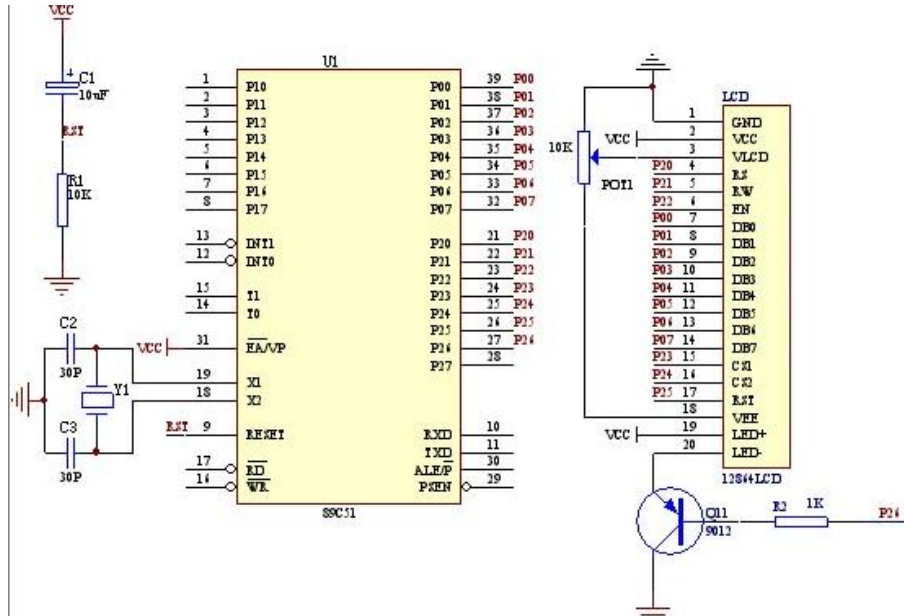 VCC
C1
10uF
RST
R1
10K
C2
30P
Y1
C3
30P
VCC
RST
U1
1 P10
2 P11
3 P12
4 P13
5 P14
6 P15
7 P16
8 P17
13 INT1
12 INT0
15 T1
14 T0
31 EA/VP
19 X1
18 X2
9 RESET
17 RD
16 WR
P00 39 P00
P01 38 P01
P02 37 P02
P03 36 P03
P04 35 P04
P05 34 P05
P06 33 P06
P07 32 P07
P20 21 P20
P21 22 P21
P22 23 P22
P23 24 P23
P24 25 P24
P25 26 P25
P26 27 P26
P27 28
RXD 10
TXD 11
ALE/P 30
PSEN 29
89C51
10K
POT1
VCC
VCC
LCD
1 GND
2 VCC
3 VLCD
P20 4 RS
P21 5 RW
P22 6 EN
P00 7 DB0
P01 8 DB1
P02 9 DB2
P03 10 DB3
P04 11 DB4
P05 12 DB5
P06 13 DB6
P07 14 DB7
P23 15 CS1
P24 16 CS2
P25 17 RST
18 VEE
19 LED+
20 LED-
12864LCD
Q11
9012
R2
1K
P26